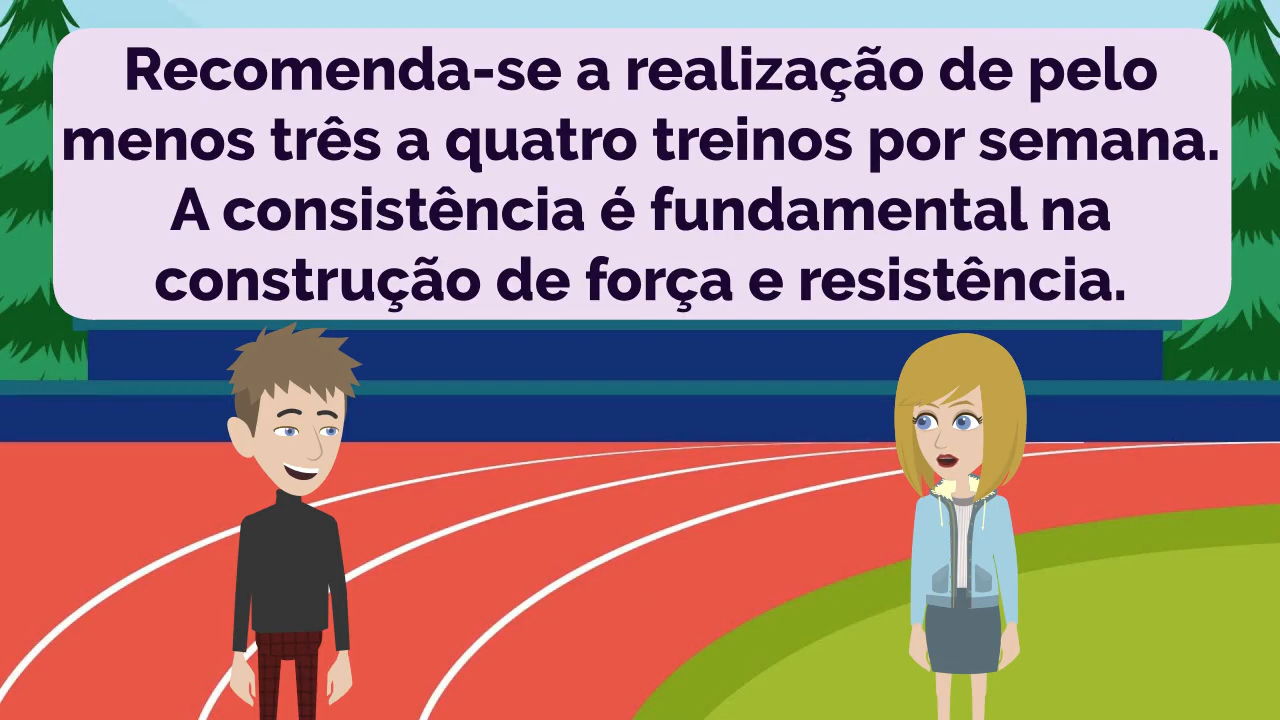 Recomenda-se a realização de pelo
menos três a quatro treinos por semana.
A consistência é fundamental na
construção de força e resistência.